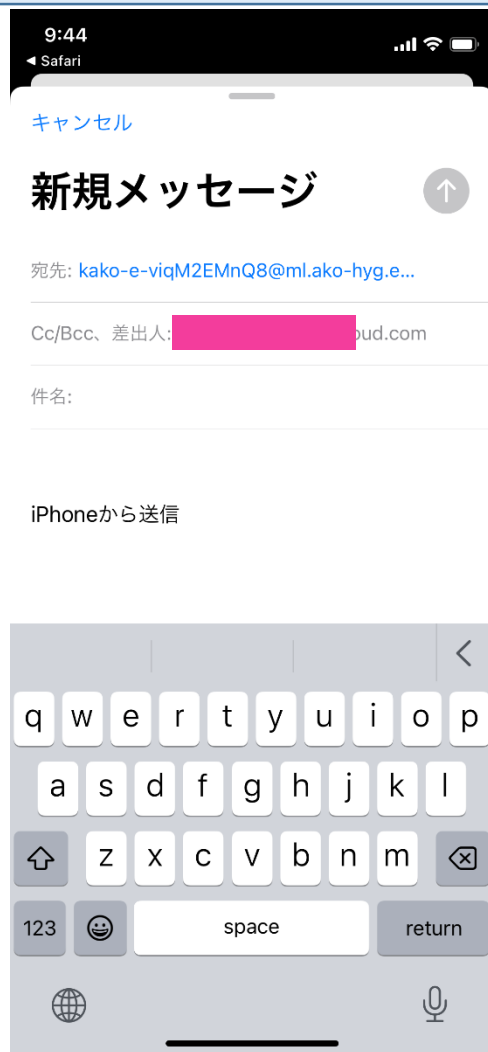 9:44
◀ Safari
キャンセル
新規メッセージ
宛先: kako-e-viqM2EMnQ8@ml.ako-hyg.e...
Cc/Bcc、差出人: oud.com
件名:
iPhoneから送信
q w e r t y u i o p
a s d f g h j k l
z x c v b n m
123 space return